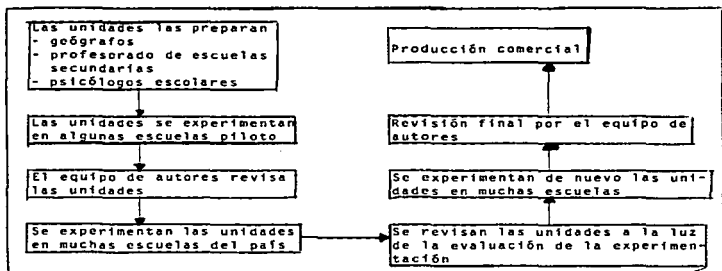 Las unidades las preparan
- geógrafos
- profesorado de escuelas
secundarias
- psicólogos escolares
Las unidades se experimentan
en algunas escuelas piloto
El equipo de autores revisa
las unidades
Se experimentan las unidades
en muchas escuelas del país
Se revisan las unidades a la luz
de la evaluación de la experimen-
tación
Se experimentan de nuevo las uni-
dades en muchas escuelas
Revisión final por el equipo de
autores
Producción comercial